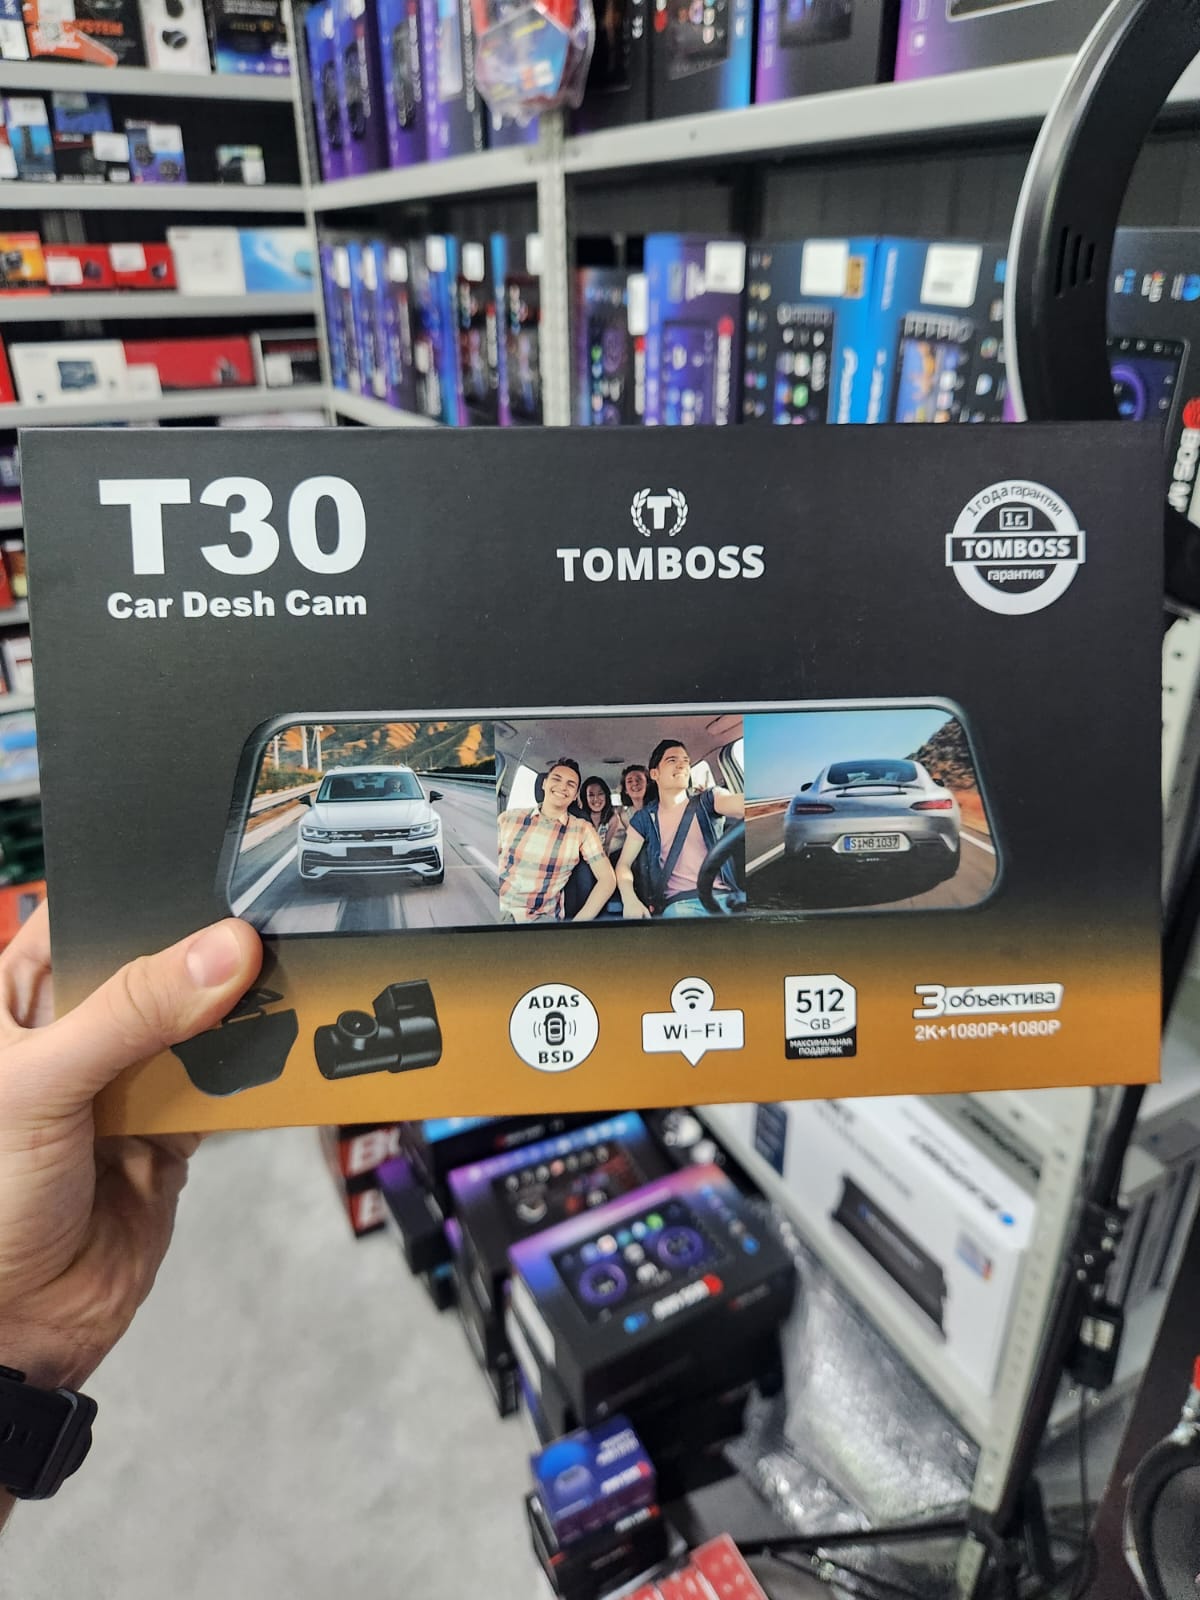 T30
Car Desh Cam
T
TOMBOSS
1 года гарантии
1г.
TOMBOSS
гарантия
S:MB 1037
ADAS
BSD
Wi-Fi
512
GB
МАКСИМАЛЬНАЯ
ПОДДЕРЖК
3 объектива
2K+1080P+1080P